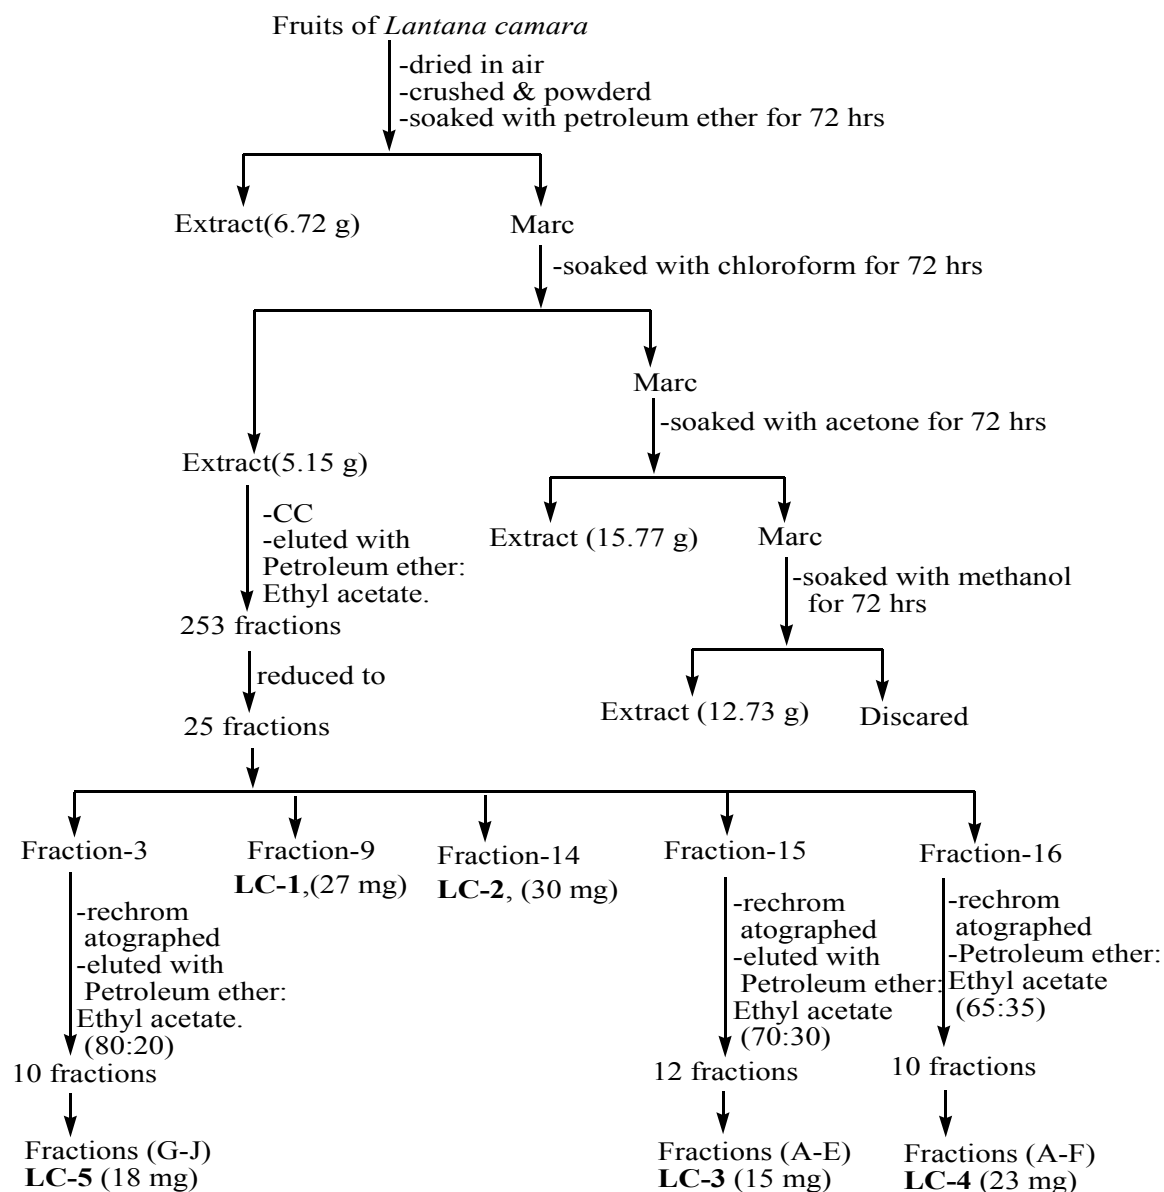 Fruits of Lantana camara
-dried in air
-crushed & powderd
-soaked with petroleum ether for 72 hrs
Extract(6.72 g)
Marc
-soaked with chloroform for 72 hrs
Marc
-soaked with acetone for 72 hrs
Extract(5.15 g)
-CC
-eluted with
Petroleum ether:
Ethyl acetate.
Extract (15.77 g)
Marc
-soaked with methanol
for 72 hrs
253 fractions
reduced to
25 fractions
Extract (12.73 g)
Discared
Fraction-3
-rechrom
atographed
-eluted with
Petroleum ether:
Ethyl acetate.
(80:20)
10 fractions
Fractions (G-J)
LC-5 (18 mg)
Fraction-9
LC-1,(27 mg)
Fraction-14
LC-2, (30 mg)
Fraction-15
-rechrom
atographed
-eluted with
Petroleum ether:
Ethyl acetate
(70:30)
12 fractions
Fractions (A-E)
LC-3 (15 mg)
Fraction-16
-rechrom
atographed
-Petroleum ether:
Ethyl acetate
(65:35)
10 fractions
Fractions (A-F)
LC-4 (23 mg)